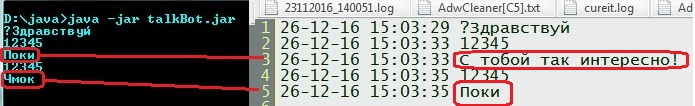 D:\java>java -jar talkBot.jar
?Здравствуй
12345
Поки
12345
Чмок
23112016_140051.log AdwCleaner[C5].txt cureit.log Ad
1 26-12-16 15:03:29 ?Здравствуй
2 26-12-16 15:03:33 12345
3 26-12-16 15:03:33 С тобой так интересно!
4 26-12-16 15:03:35 12345
5 26-12-16 15:03:35 Поки